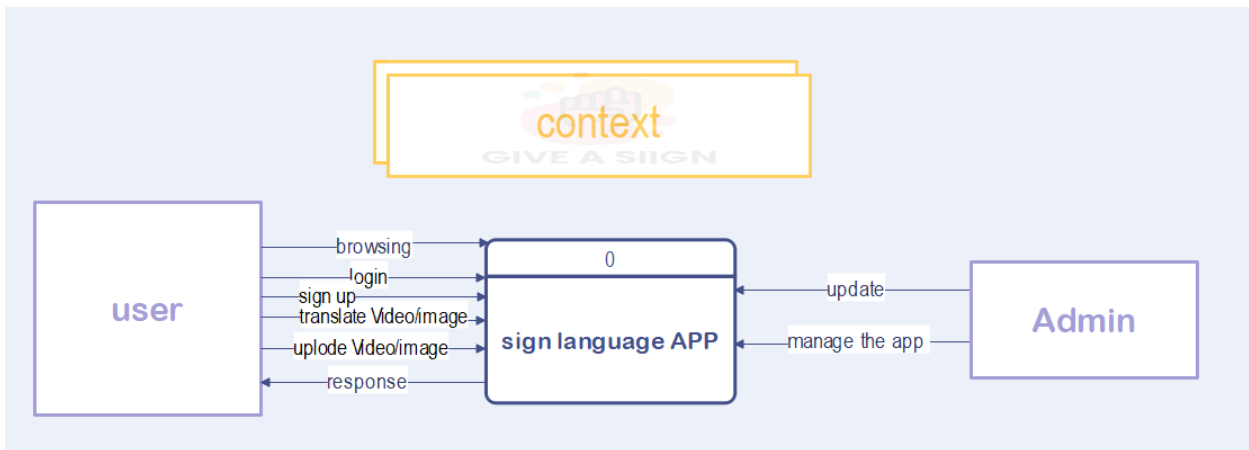 context
GIVE A SIIGN
user
browsing
login
sign up
translate Video/image
uplode Video/image
response
0
sign language APP
update
manage the app
Admin